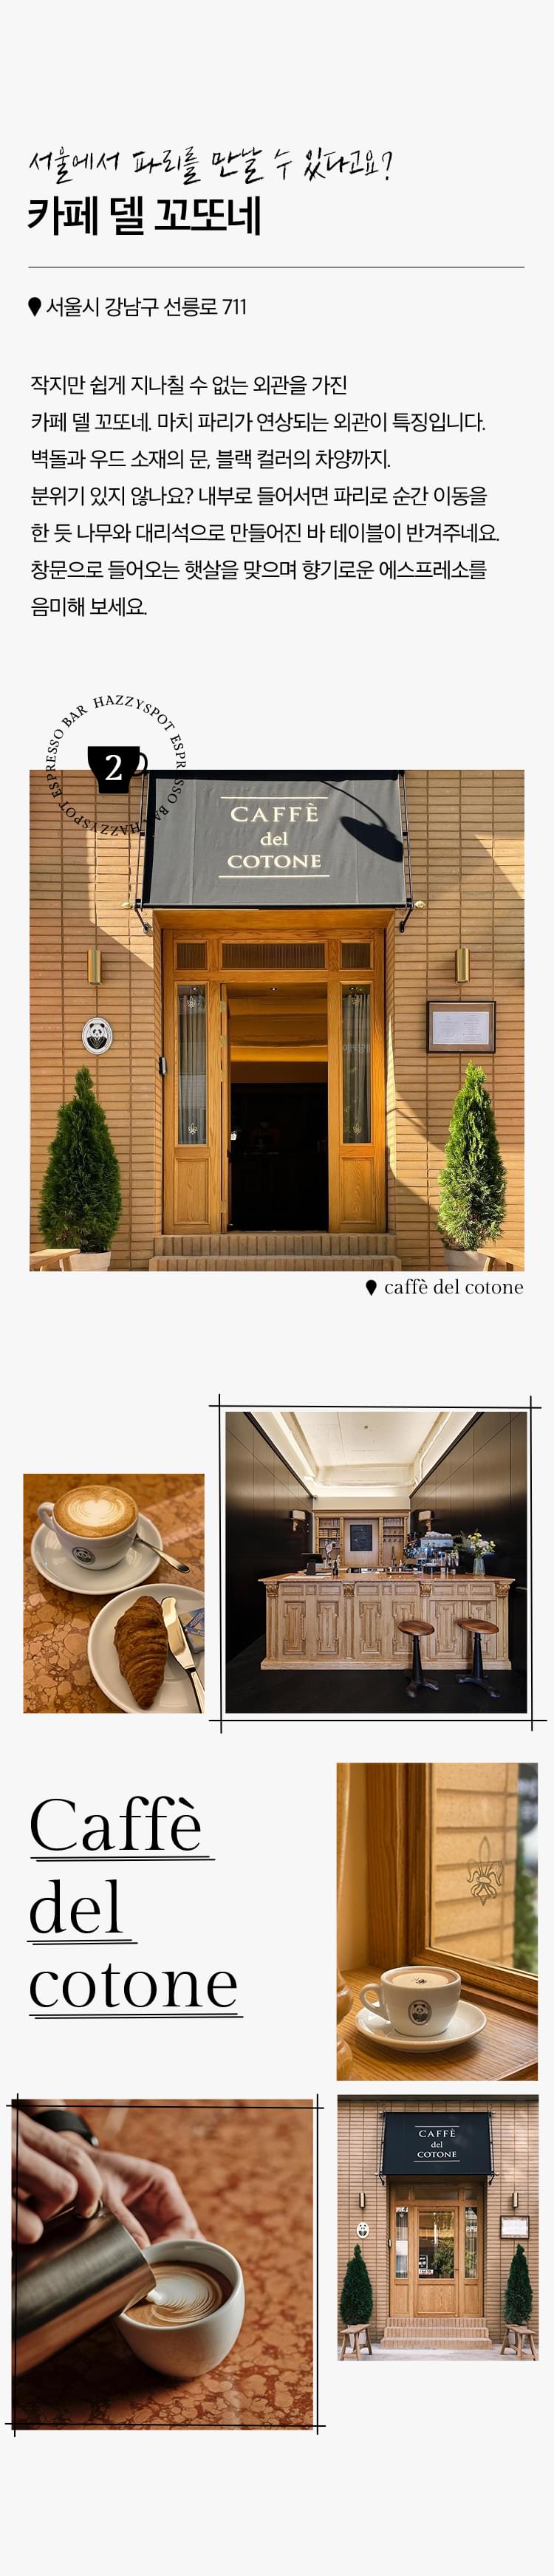 서울에서 파리를 만날 수 있다고요?
카페 델 꼬또네
서울시 강남구 선릉로 711
작지만 쉽게 지나칠 수 없는 외관을 가진
카페 델 꼬또네. 마치 파리가 연상되는 외관이 특징입니다.
벽돌과 우드 소재의 문, 블랙 컬러의 차양까지.
분위기 있지 않나요? 내부로 들어서면 파리로 순간 이동을
한 듯 나무와 대리석으로 만들어진 바 테이블이 반겨주네요.
창문으로 들어오는 햇살을 맞으며 향기로운 에스프레소를
음미해 보세요.
HAZZYSPOT ESPRESSO BAR HAZZYSPOT ESPRESSO BAR
2
CAFFÈ
del
COTONE
caffè del cotone
Caffè
del
cotone
CAFFÈ
del
COTONE